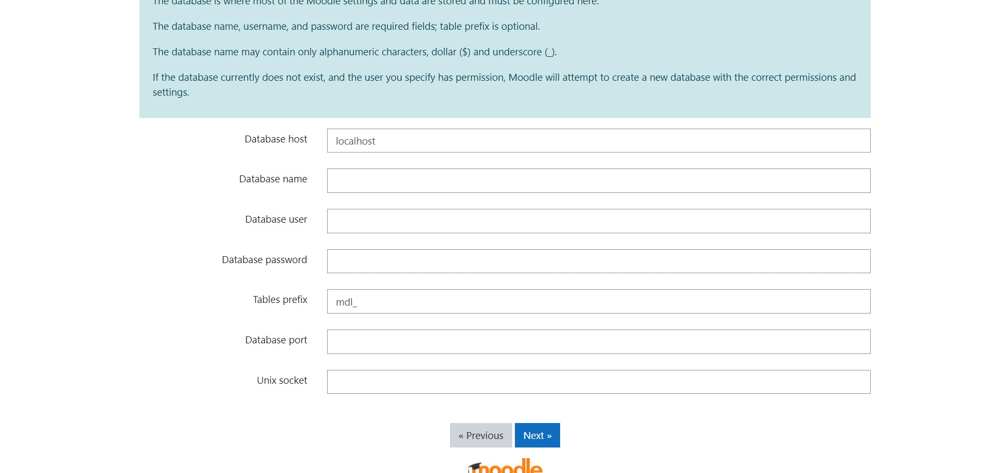 The database is where most of the Moodle settings and data are stored and must be configured here.
The database name, username, and password are required fields; table prefix is optional.
The database name may contain only alphanumeric characters, dollar ($) and underscore (_).
If the database currently does not exist, and the user you specify has permission, Moodle will attempt to create a new database with the correct permissions and
settings.
Database host
localhost
Database name
Database user
Database password
Tables prefix
mdl_
Database port
Unix socket
« Previous
Next »
moodle